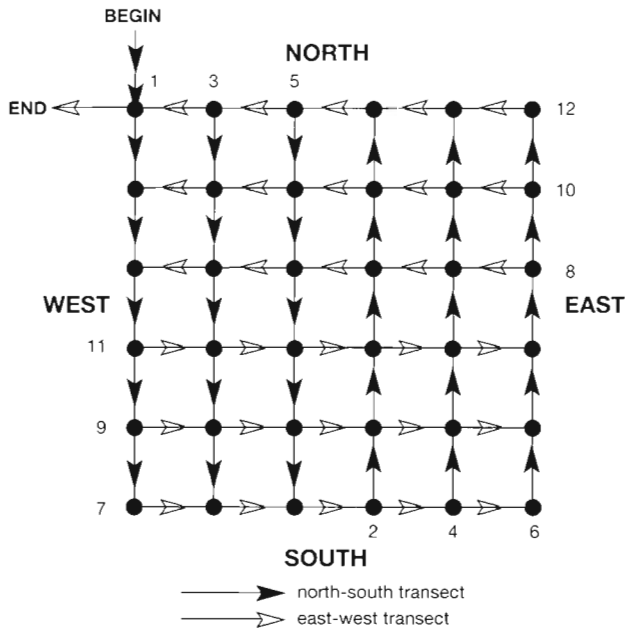 BEGIN
NORTH
1 3 5
END 12
10
8
WEST EAST
11
9
7
2 4 6
SOUTH
north-south transect
east-west transect